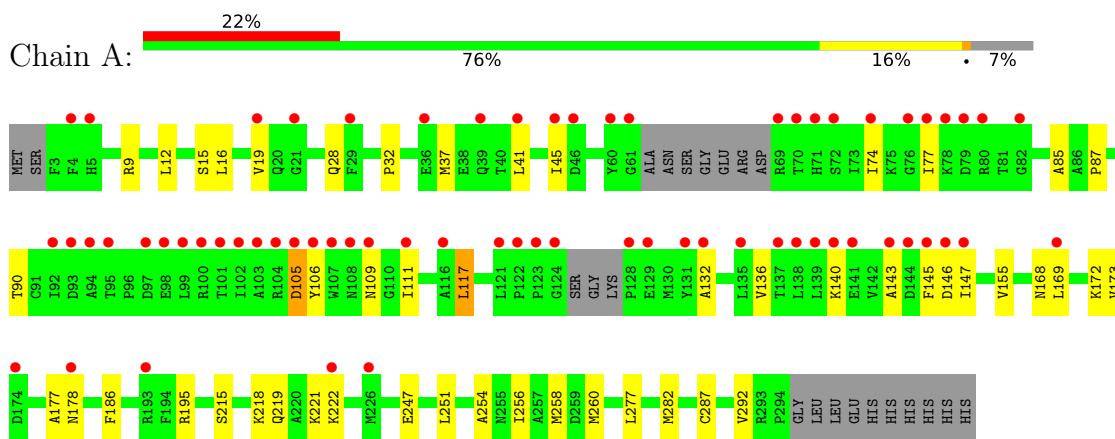 22%
Chain A:
76% 16% • 7%
MET SER F3 F4 H5 R9 L12 S15 L16 V19 Q20 G21 Q28 F29 P32 E36 M37 E38 Q39 T40 L41 I45 D46 Y60 G61 ALA ASN SER GLY GLU ARG ASP R69 T70 H71 S72 I73 I74 K75 G76 I77 K78 D79 R80 T81 G82 A85 A86 P87
T90 C91 I92 D93 A94 T95 P96 D97 E98 L99 R100 T101 I102 A103 R104 D105 Y106 W107 N108 N109 G110 I111 A116 L117 L121 P122 P123 G124 SER GLY LYS P128 E129 M130 Y131 A132 L135 V136 T137 L138 L139 K140 E141 V142 A143 D144 F145 D146 I147 V155 N168 L169 K172 V173
D174 A177 N178 F186 R193 F194 R195 S215 K218 Q219 A220 K221 K222 M226 E247 L251 A254 N255 I256 A257 M258 D259 M260 L277 M282 C287 V292 R293 P294 GLY LEU LEU GLU HIS HIS HIS HIS HIS HIS